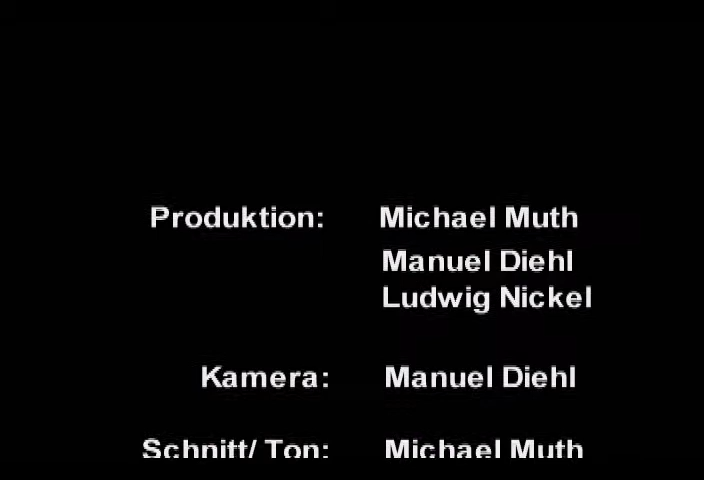 Produktion: Michael Muth
Manuel Diehl
Ludwig Nickel
Kamera: Manuel Diehl
Schnitt/ Ton: Michael Muth